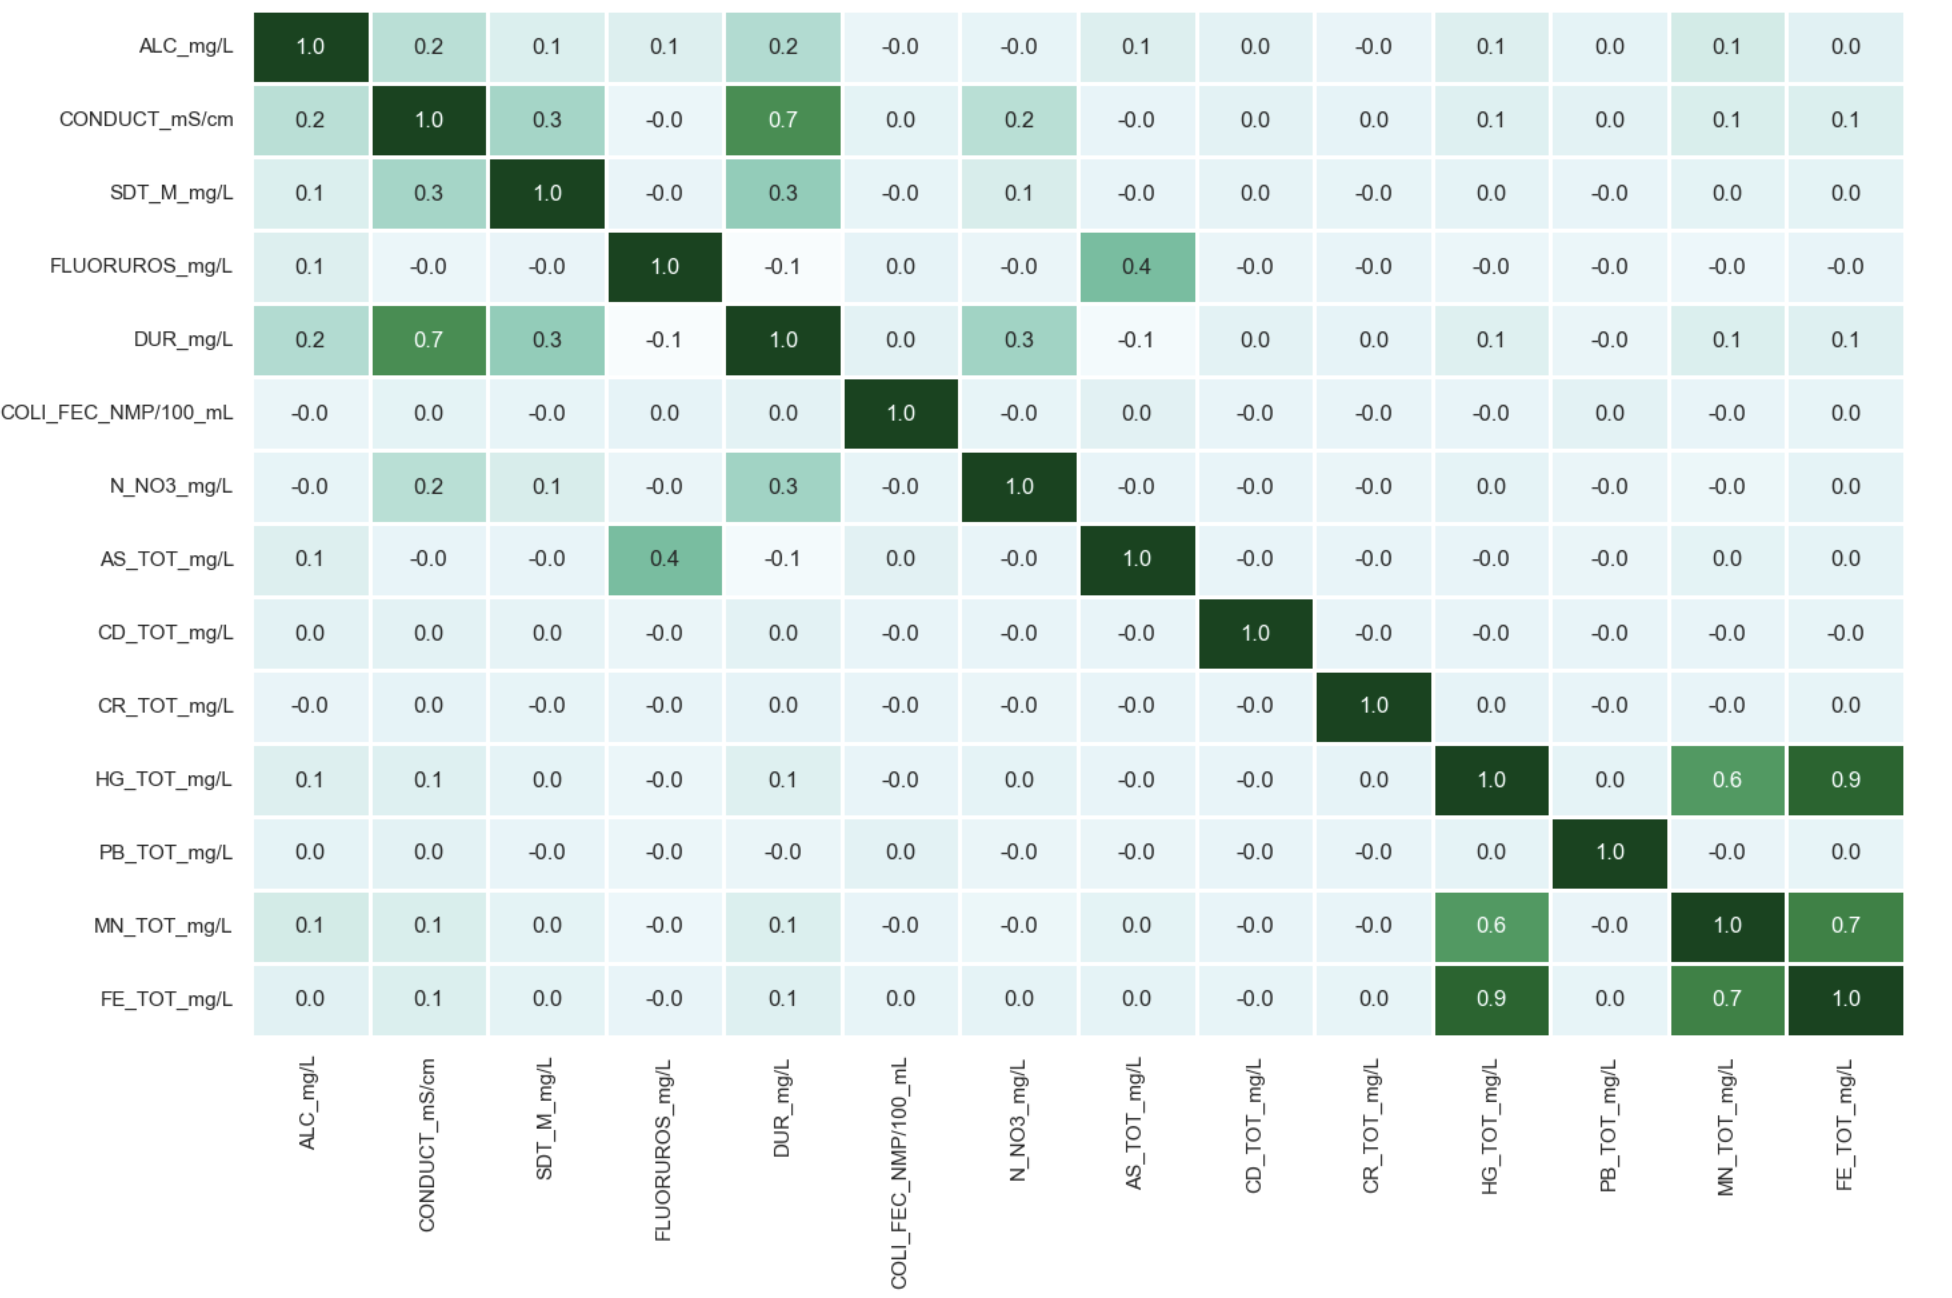 ALC_mg/L 1.0 0.2 0.1 0.1 0.2 -0.0 -0.0 0.1 0.0 -0.0 0.1 0.0 0.1 0.0
CONDUCT_mS/cm 0.2 1.0 0.3 -0.0 0.7 0.0 0.2 -0.0 0.0 0.0 0.1 0.0 0.1 0.1
SDT_M_mg/L 0.1 0.3 1.0 -0.0 0.3 -0.0 0.1 -0.0 0.0 -0.0 0.0 -0.0 0.0 0.0
FLUORUROS_mg/L 0.1 -0.0 -0.0 1.0 -0.1 0.0 -0.0 0.4 -0.0 -0.0 -0.0 -0.0 -0.0 -0.0
DUR_mg/L 0.2 0.7 0.3 -0.1 1.0 0.0 0.3 -0.1 0.0 0.0 0.1 -0.0 0.1 0.1
COLI_FEC_NMP/100_mL -0.0 0.0 -0.0 0.0 0.0 1.0 -0.0 0.0 -0.0 -0.0 -0.0 0.0 -0.0 0.0
N_NO3_mg/L -0.0 0.2 0.1 -0.0 0.3 -0.0 1.0 -0.0 -0.0 -0.0 0.0 -0.0 -0.0 0.0
AS_TOT_mg/L 0.1 -0.0 -0.0 0.4 -0.1 0.0 -0.0 1.0 -0.0 -0.0 -0.0 -0.0 0.0 0.0
CD_TOT_mg/L 0.0 0.0 0.0 -0.0 0.0 -0.0 -0.0 -0.0 1.0 -0.0 -0.0 -0.0 -0.0 -0.0
CR_TOT_mg/L -0.0 0.0 -0.0 -0.0 0.0 -0.0 -0.0 -0.0 -0.0 1.0 0.0 -0.0 -0.0 0.0
HG_TOT_mg/L 0.1 0.1 0.0 -0.0 0.1 -0.0 0.0 -0.0 -0.0 0.0 1.0 0.0 0.6 0.9
PB_TOT_mg/L 0.0 0.0 -0.0 -0.0 -0.0 0.0 -0.0 -0.0 -0.0 -0.0 0.0 1.0 -0.0 0.0
MN_TOT_mg/L 0.1 0.1 0.0 -0.0 0.1 -0.0 -0.0 0.0 -0.0 -0.0 0.6 -0.0 1.0 0.7
FE_TOT_mg/L 0.0 0.1 0.0 -0.0 0.1 0.0 0.0 0.0 -0.0 0.0 0.9 0.0 0.7 1.0
ALC_mg/L
CONDUCT_mS/cm
SDT_M_mg/L
FLUORUROS_mg/L
DUR_mg/L
COLI_FEC_NMP/100_mL
N_NO3_mg/L
AS_TOT_mg/L
CD_TOT_mg/L
CR_TOT_mg/L
HG_TOT_mg/L
PB_TOT_mg/L
MN_TOT_mg/L
FE_TOT_mg/L